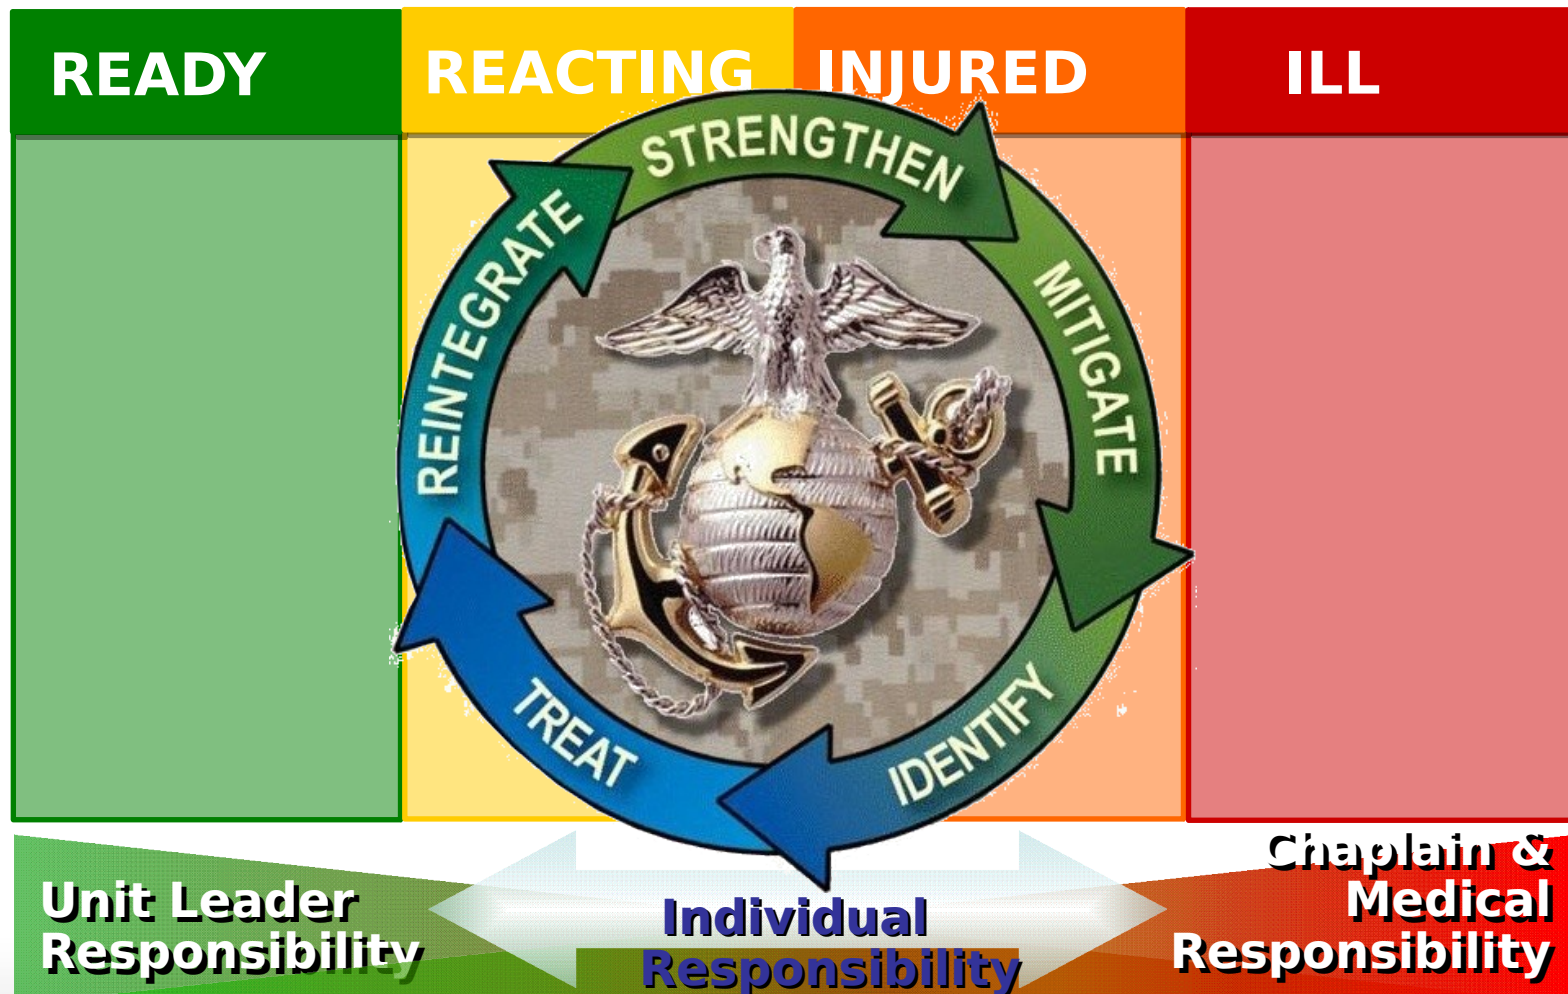 READY
REACTING
INJURED
ILL
STRENGTHEN
MITIGATE
IDENTIFY
TREAT
REINTEGRATE
Unit Leader
Responsibility
Individual
Responsibility
Chaplain &
Medical
Responsibility